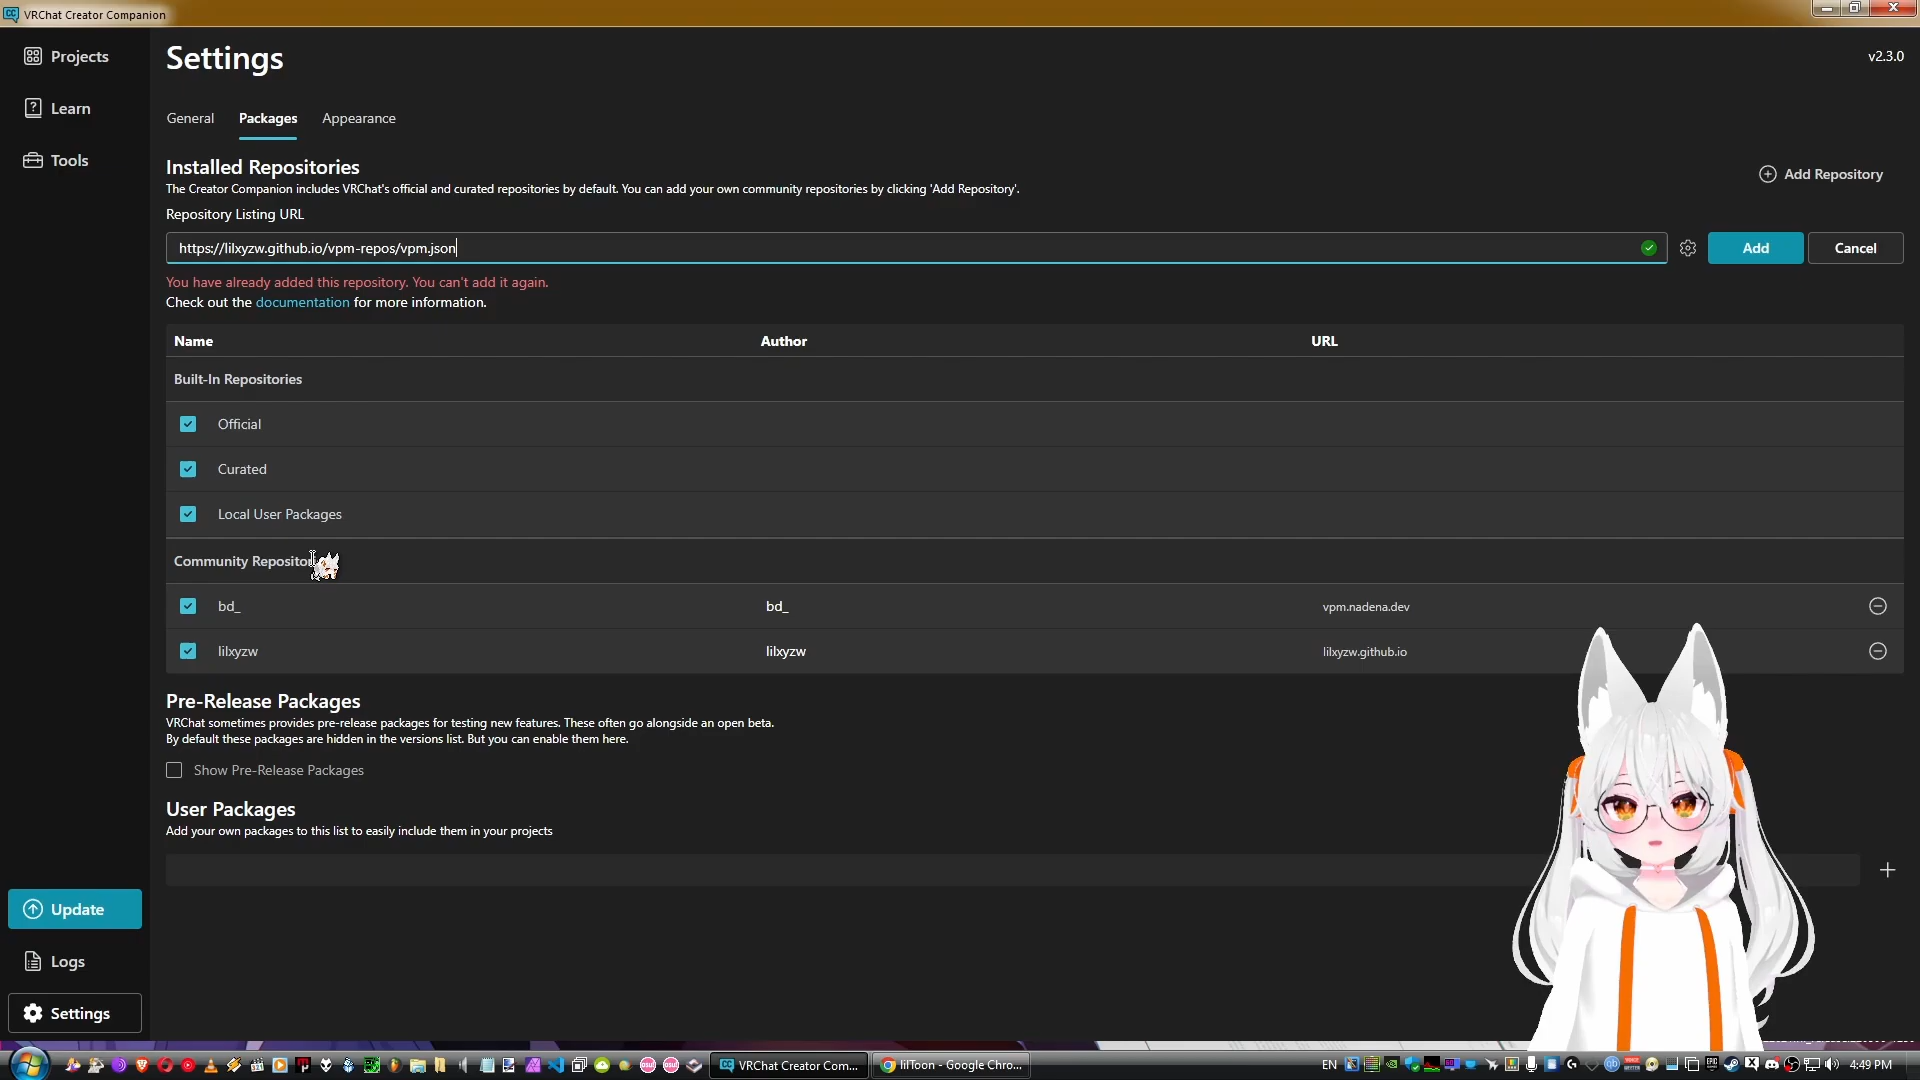 VRChat Creator Companion
Projects
Learn
Tools
Update
Logs
Settings
Settings
v2.3.0
General
Packages
Appearance
Installed Repositories
The Creator Companion includes VRChat's official and curated repositories by default. You can add your own community repositories by clicking 'Add Repository'.
Add Repository
Repository Listing URL
https://lilxyzw.github.io/vpm-repos/vpm.json
Add
Cancel
You have already added this repository. You can't add it again.
Check out the documentation for more information.
Name Author URL
Built-In Repositories
Official
Curated
Local User Packages
Community Repositor
bd_ bd_ vpm.nadena.dev
lilxyzw lilxyzw lilxyzw.github.io
Pre-Release Packages
VRChat sometimes provides pre-release packages for testing new features. These often go alongside an open beta.
By default these packages are hidden in the versions list. But you can enable them here.
Show Pre-Release Packages
User Packages
Add your own packages to this list to easily include them in your projects
VRChat Creator Com...
lilToon - Google Chro...
EN
4:49 PM